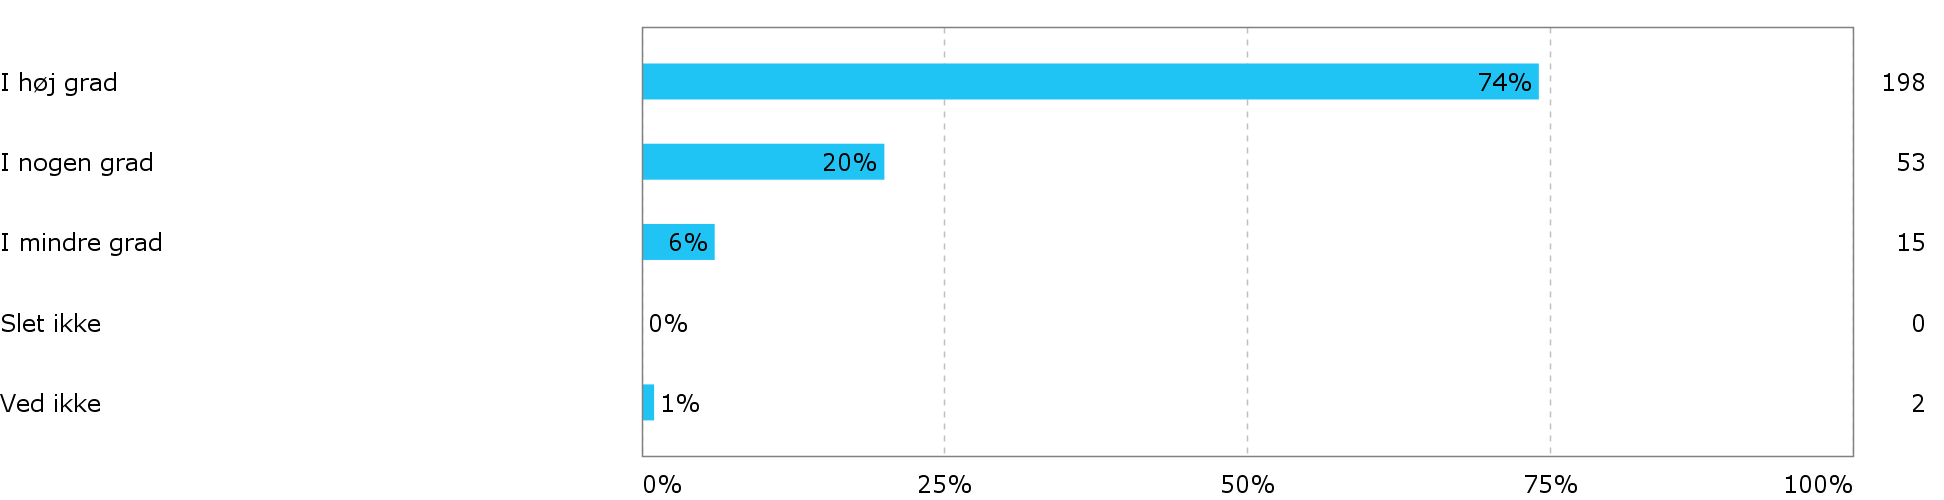 I høj grad 74% 198
I nogen grad 20% 53
I mindre grad 6% 15
Slet ikke 0% 0
Ved ikke 1% 2
0% 25% 50% 75% 100%